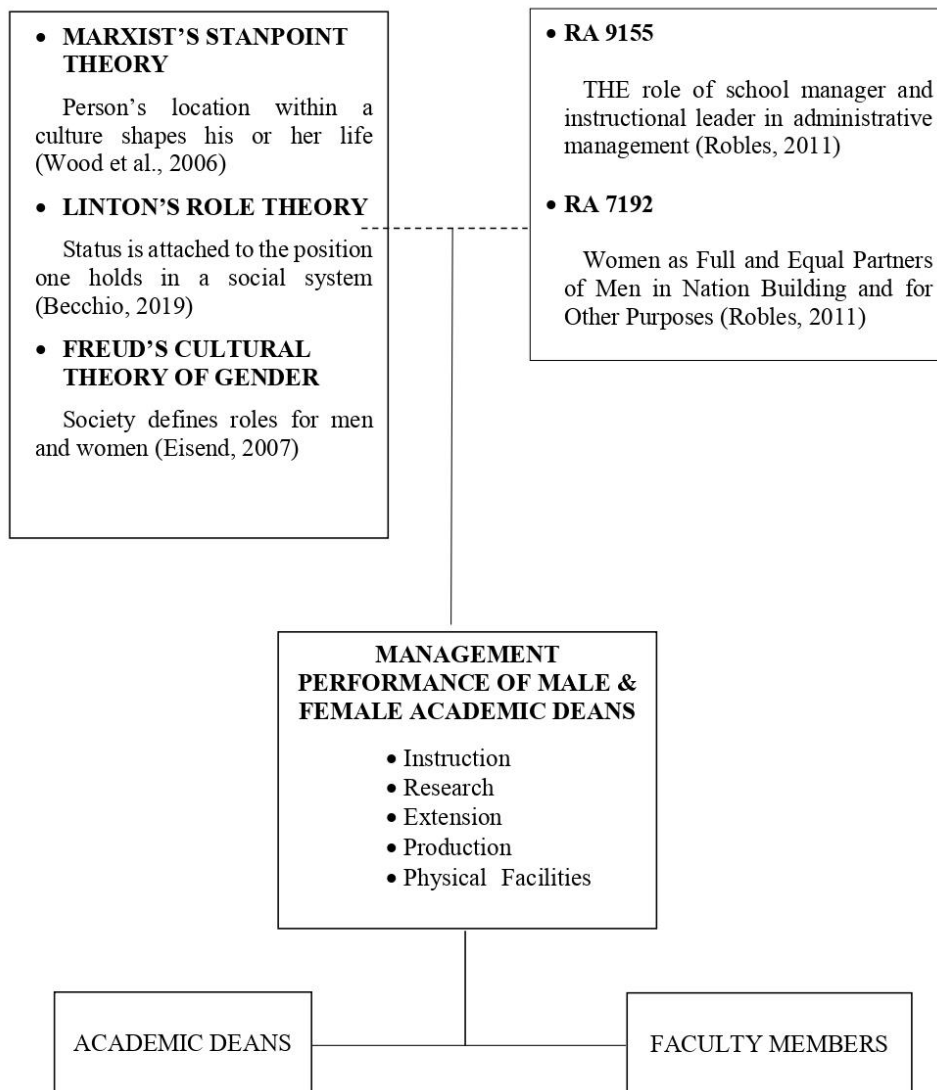 • MARXIST’S STANPOINT
THEORY
Person’s location within a
culture shapes his or her life
(Wood et al., 2006)
• LINTON’S ROLE THEORY
Status is attached to the position
one holds in a social system
(Becchio, 2019)
• FREUD’S CULTURAL
THEORY OF GENDER
Society defines roles for men
and women (Eisend, 2007)
• RA 9155
THE role of school manager and
instructional leader in administrative
management (Robles, 2011)
• RA 7192
Women as Full and Equal Partners
of Men in Nation Building and for
Other Purposes (Robles, 2011)
MANAGEMENT
PERFORMANCE OF MALE &
FEMALE ACADEMIC DEANS
• Instruction
• Research
• Extension
• Production
• Physical Facilities
ACADEMIC DEANS
FACULTY MEMBERS